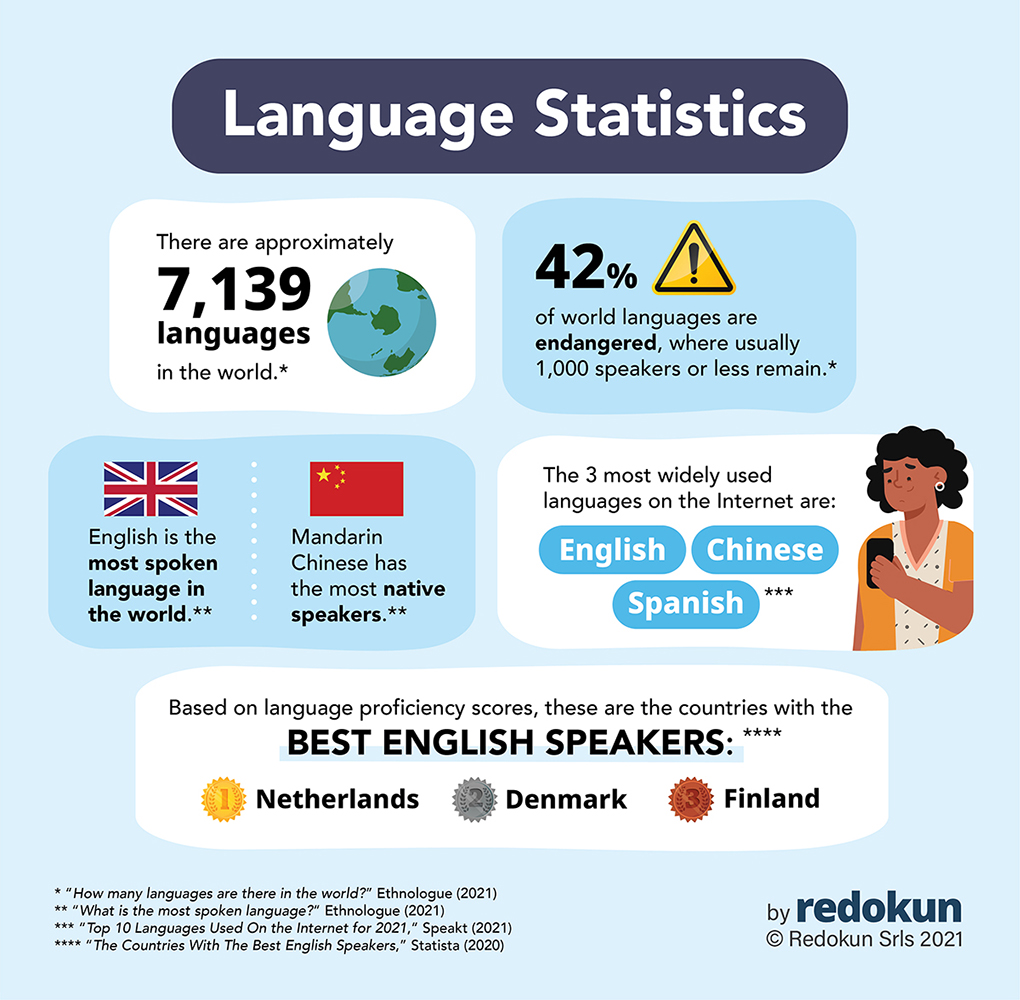 Language Statistics
There are approximately
7,139
languages
in the world.*
42%
of world languages are
endangered, where usually
1,000 speakers or less remain.*
English is the
most spoken
language in
the world.**
Mandarin
Chinese has
the most native
speakers.**
The 3 most widely used
languages on the Internet are:
English Chinese
Spanish ***
Based on language proficiency scores, these are the countries with the
BEST ENGLISH SPEAKERS: ****
1 Netherlands 2 Denmark 3 Finland
* “How many languages are there in the world?“ Ethnologue (2021)
** “What is the most spoken language?“ Ethnologue (2021)
*** “Top 10 Languages Used On the Internet for 2021,” Speakt (2021)
**** “The Countries With The Best English Speakers,” Statista (2020)
by redokun
© Redokun Srls 2021